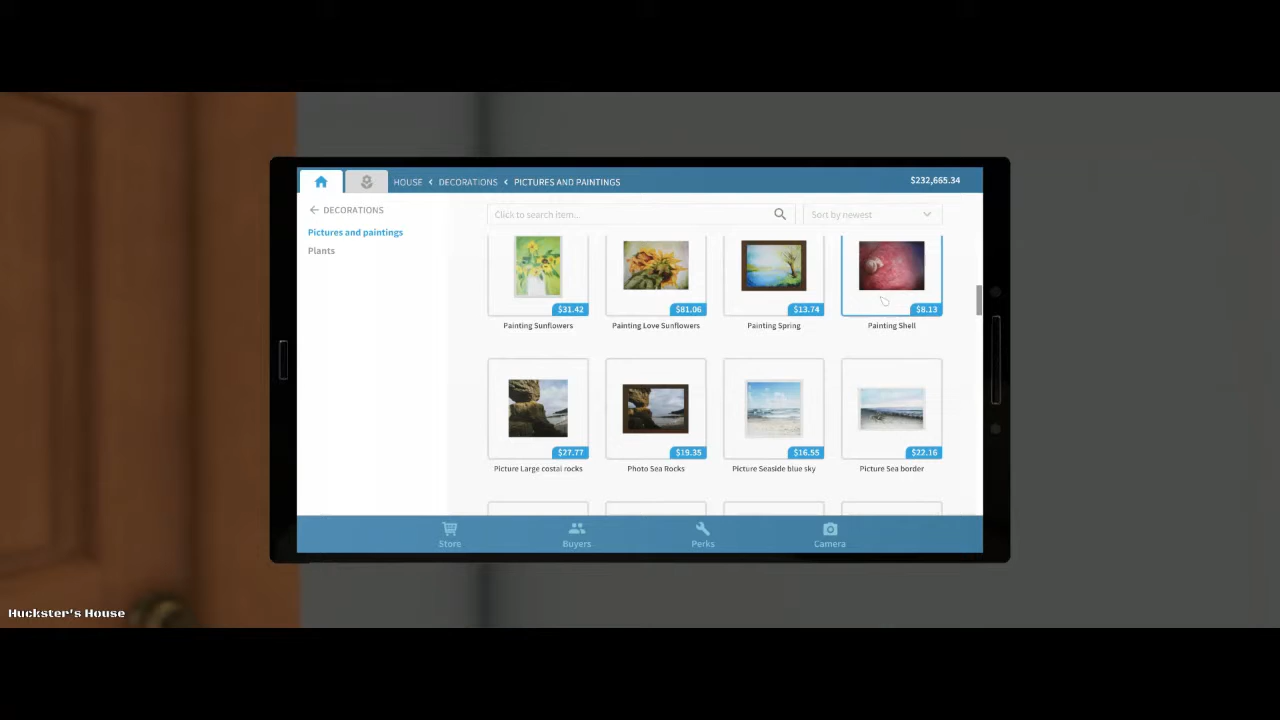 HOUSE < DECORATIONS < PICTURES AND PAINTINGS
$232,665.34
DECORATIONS
Pictures and paintings
Plants
Click to search item...
Sort by newest
$31.42 $81.06 $13.74 $8.13
Painting Sunflowers Painting Love Sunflowers Painting Spring Painting Shell
$27.77 $19.35 $16.55 $22.16
Picture Large costal rocks Photo Sea Rocks Picture Seaside blue sky Picture Sea border
Store Buyers Perks Camera
Huckster's House